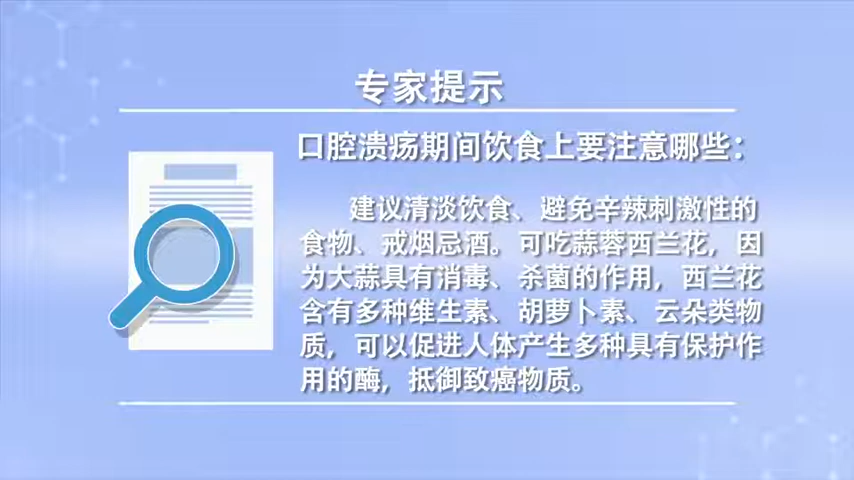 专家提示
口腔溃疡期间饮食上要注意哪些：
建议清淡饮食、避免辛辣刺激性的
食物、戒烟忌酒。可吃蒜蓉西兰花，因
为大蒜具有消毒、杀菌的作用，西兰花
含有多种维生素、胡萝卜素、云朵类物
质，可以促进人体产生多种具有保护作
用的酶，抵御致癌物质。